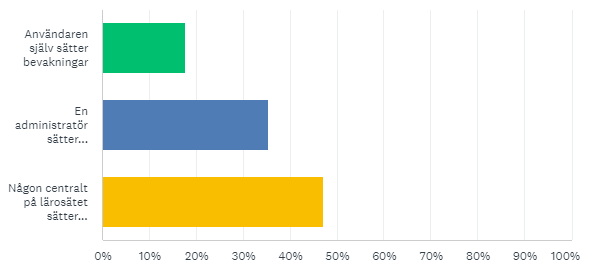 Användaren
själv sätter
bevakningar
En
administratör
sätter...
Någon centralt
på lärosätet
sätter...
0% 10% 20% 30% 40% 50% 60% 70% 80% 90% 100%